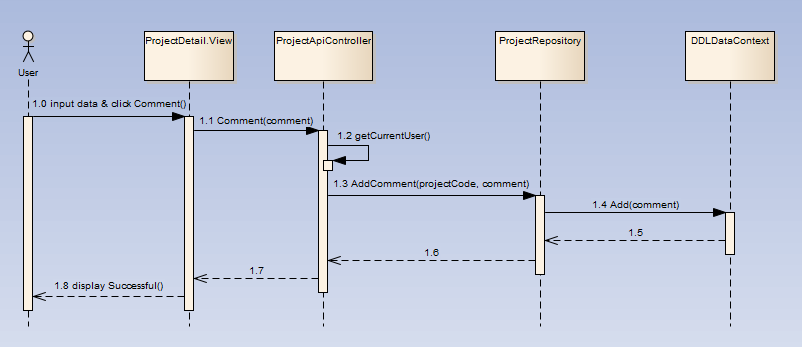 ProjectDetail.View
ProjectApiController
ProjectRepository
DDLDataContext
User
1.0 input data & click Comment()
1.1 Comment(comment)
1.2 getCurrentUser()
1.3 AddComment(projectCode, comment)
1.4 Add(comment)
1.5
1.6
1.7
1.8 display Successful()